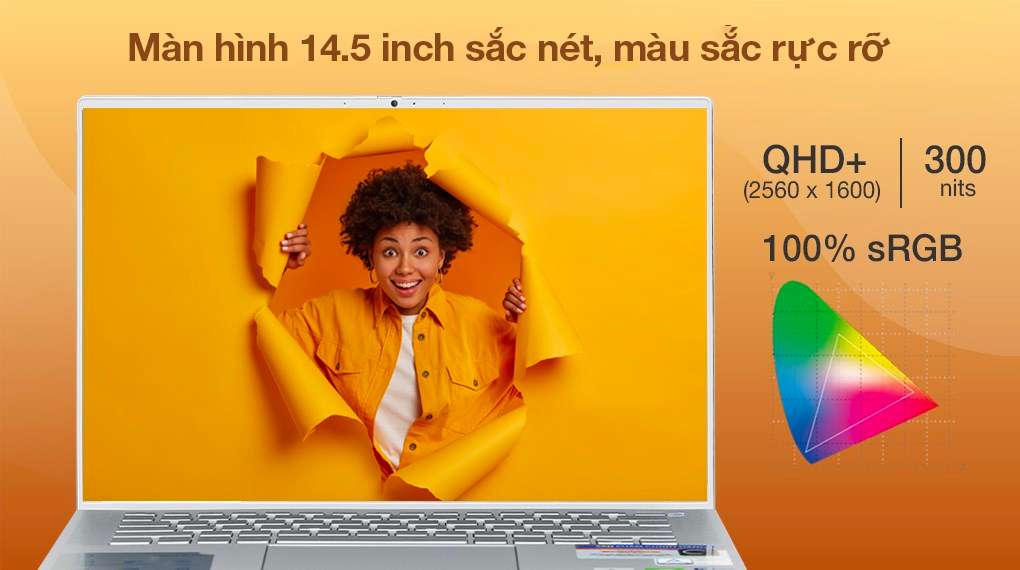 Màn hình 14.5 inch sắc nét, màu sắc rực rỡ
QHD+
(2560 x 1600)
300
nits
100% sRGB